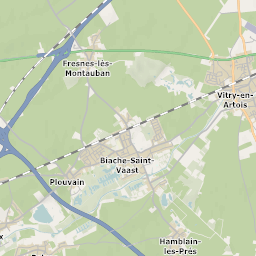 Fresnes-lès-
Montauban
Vitry-en-
Artois
Biache-Saint-
Vaast
Plouvain
Hamblain-
les-Prés